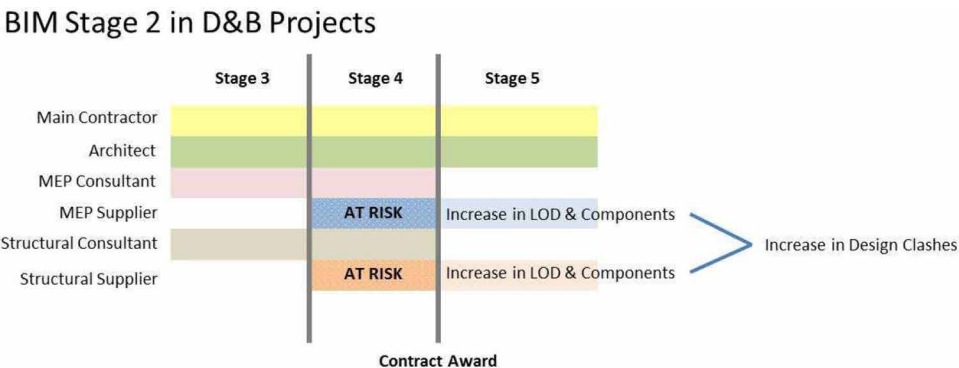 BIM Stage 2 in D&B Projects
Stage 3 Stage 4 Stage 5
Main Contractor
Architect
MEP Consultant
MEP Supplier AT RISK Increase in LOD & Components
Structural Consultant Increase in Design Clashes
Structural Supplier AT RISK Increase in LOD & Components
Contract Award